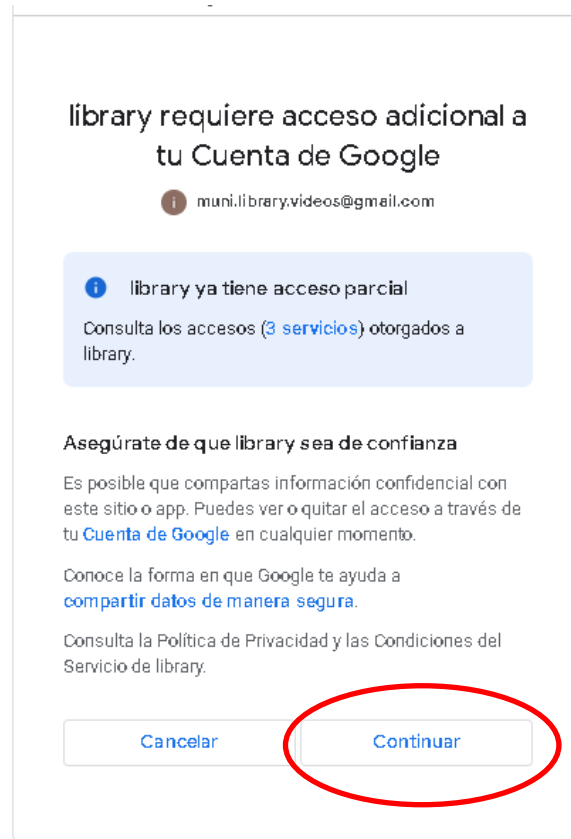 library requiere acceso adicional a
tu Cuenta de Google
i muni.library.videos@gmail.com
i library ya tiene acceso parcial
Consulta los accesos (3 servicios) otorgados a
library.
Asegúrate de que library sea de confianza
Es posible que compartas información confidencial con
este sitio o app. Puedes ver o quitar el acceso a través de
tu Cuenta de Google en cualquier momento.
Conoce la forma en que Google te ayuda a
compartir datos de manera segura.
Consulta la Política de Privacidad y las Condiciones del
Servicio de library.
Cancelar Continuar